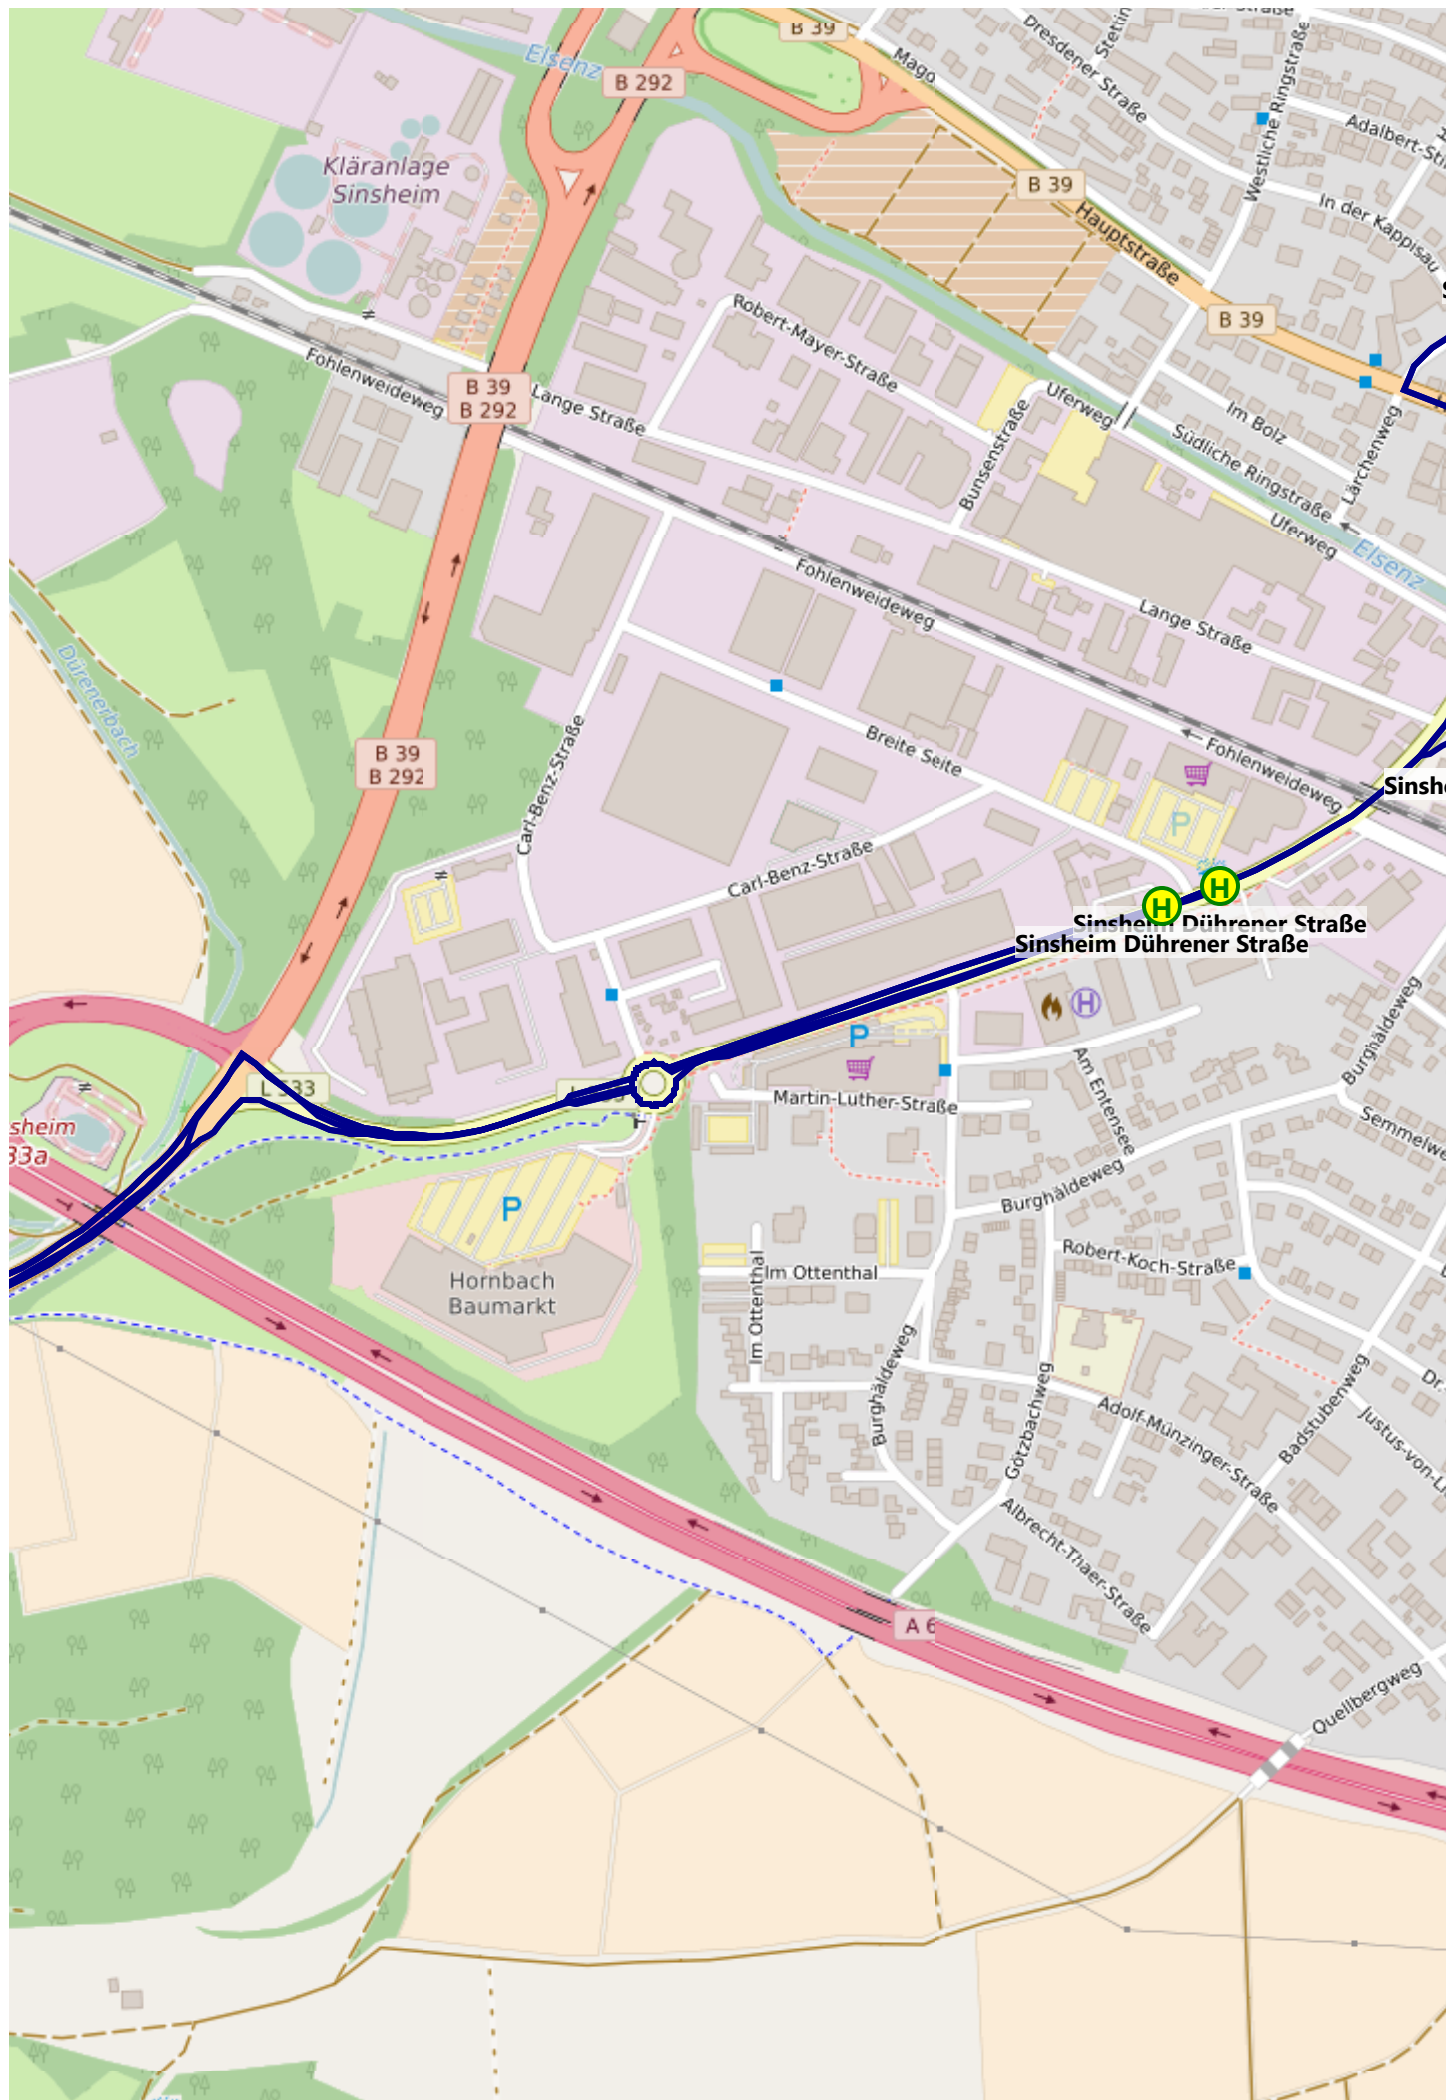 B 39
Elsenz
B 292
Mago
Dresdener Straße
Stettin
Westliche Ringstraße
Adalbert-Sti
Kläranlage
Sinsheim
B 39
Hauptstraße
In der Kappisau
B 39
Robert-Mayer-Straße
Fohlenweideweg
B 39
B 292
Lange Straße
Uferweg
Im Bolz
Bunsenstraße
Südliche Ringstraße
Lärchenweg
Uferweg
Elsenz
Fohlenweideweg
Lange Straße
Dürenerbach
B 39
B 292
Carl-Benz-Straße
Breite Seite
Fohlenweideweg
Sinsh
P
Carl-Benz-Straße
H
H
Sinsheim Dührener Straße
Sinsheim Dührener Straße
H
P
Burghäldeweg
L 533
Am Entensee
Martin-Luther-Straße
sheim
33a
Semmelwe
P
Burghäldeweg
Robert-Koch-Straße
Hornbach
Baumarkt
Im Ottenthal
Im Ottenthal
Burghäldeweg
Götzbachweg
Badstubenweg
Dr.
Adolf-Münzinger-Straße
Justus-von-Li
Albrecht-Thaer-Straße
A 6
Quellbergweg